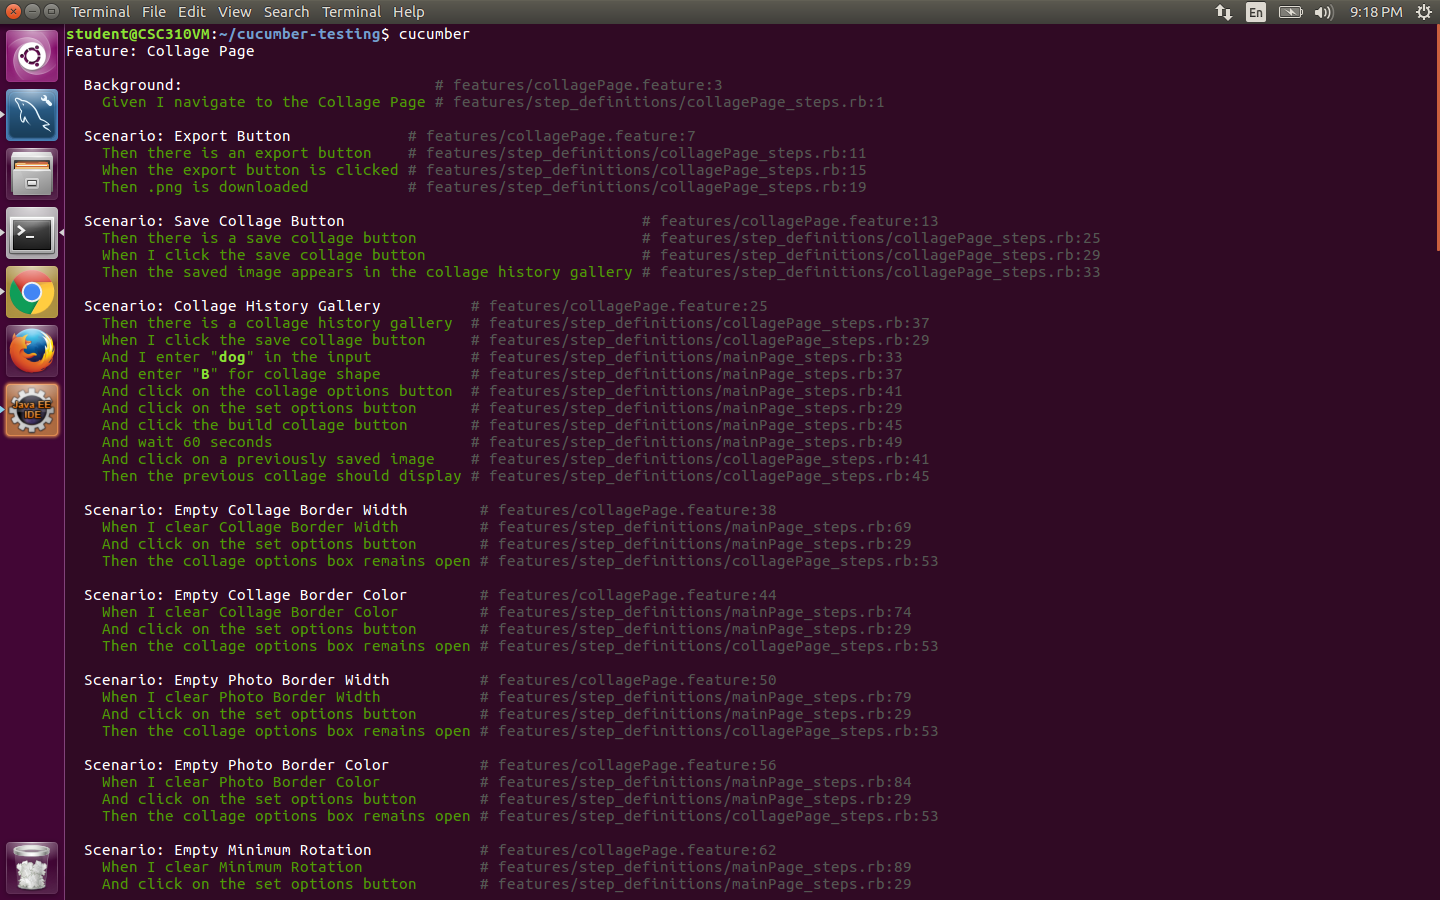 Terminal File Edit View Search Terminal Help En 9:18 PM
student@CSC310VM:~/cucumber-testing$ cucumber
Feature: Collage Page
Background: # features/collagePage.feature:3
Given I navigate to the Collage Page # features/step_definitions/collagePage_steps.rb:1
Scenario: Export Button # features/collagePage.feature:7
Then there is an export button # features/step_definitions/collagePage_steps.rb:11
When the export button is clicked # features/step_definitions/collagePage_steps.rb:15
Then .png is downloaded # features/step_definitions/collagePage_steps.rb:19
Scenario: Save Collage Button # features/collagePage.feature:13
Then there is a save collage button # features/step_definitions/collagePage_steps.rb:25
When I click the save collage button # features/step_definitions/collagePage_steps.rb:29
Then the saved image appears in the collage history gallery # features/step_definitions/collagePage_steps.rb:33
Scenario: Collage History Gallery # features/collagePage.feature:25
Then there is a collage history gallery # features/step_definitions/collagePage_steps.rb:37
When I click the save collage button # features/step_definitions/collagePage_steps.rb:29
And I enter "dog" in the input # features/step_definitions/mainPage_steps.rb:33
And enter "B" for collage shape # features/step_definitions/mainPage_steps.rb:37
And click on the collage options button # features/step_definitions/mainPage_steps.rb:41
And click on the set options button # features/step_definitions/mainPage_steps.rb:29
And click the build collage button # features/step_definitions/mainPage_steps.rb:45
And wait 60 seconds # features/step_definitions/mainPage_steps.rb:49
And click on a previously saved image # features/step_definitions/collagePage_steps.rb:41
Then the previous collage should display # features/step_definitions/collagePage_steps.rb:45
Scenario: Empty Collage Border Width # features/collagePage.feature:38
When I clear Collage Border Width # features/step_definitions/mainPage_steps.rb:69
And click on the set options button # features/step_definitions/mainPage_steps.rb:29
Then the collage options box remains open # features/step_definitions/collagePage_steps.rb:53
Scenario: Empty Collage Border Color # features/collagePage.feature:44
When I clear Collage Border Color # features/step_definitions/mainPage_steps.rb:74
And click on the set options button # features/step_definitions/mainPage_steps.rb:29
Then the collage options box remains open # features/step_definitions/collagePage_steps.rb:53
Scenario: Empty Photo Border Width # features/collagePage.feature:50
When I clear Photo Border Width # features/step_definitions/mainPage_steps.rb:79
And click on the set options button # features/step_definitions/mainPage_steps.rb:29
Then the collage options box remains open # features/step_definitions/collagePage_steps.rb:53
Scenario: Empty Photo Border Color # features/collagePage.feature:56
When I clear Photo Border Color # features/step_definitions/mainPage_steps.rb:84
And click on the set options button # features/step_definitions/mainPage_steps.rb:29
Then the collage options box remains open # features/step_definitions/collagePage_steps.rb:53
Scenario: Empty Minimum Rotation # features/collagePage.feature:62
When I clear Minimum Rotation # features/step_definitions/mainPage_steps.rb:89
And click on the set options button # features/step_definitions/mainPage_steps.rb:29
Java EE
IDE